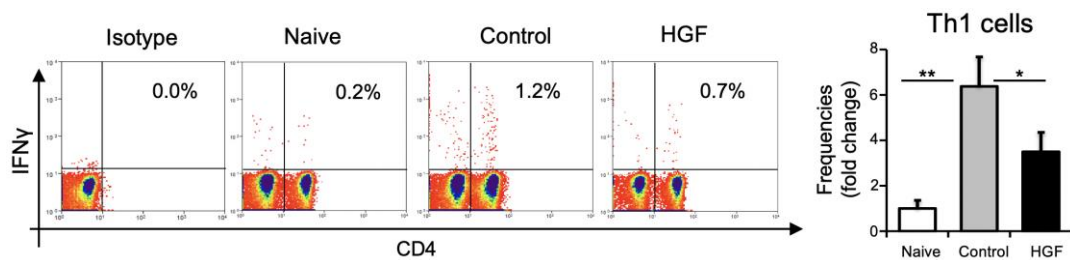 Isotype Naive Control HGF
0.0% 0.2% 1.2% 0.7%
IFNγ
CD4
Th1 cells
** *
Frequencies
(fold change)
8
6
4
2
0
Naive Control HGF